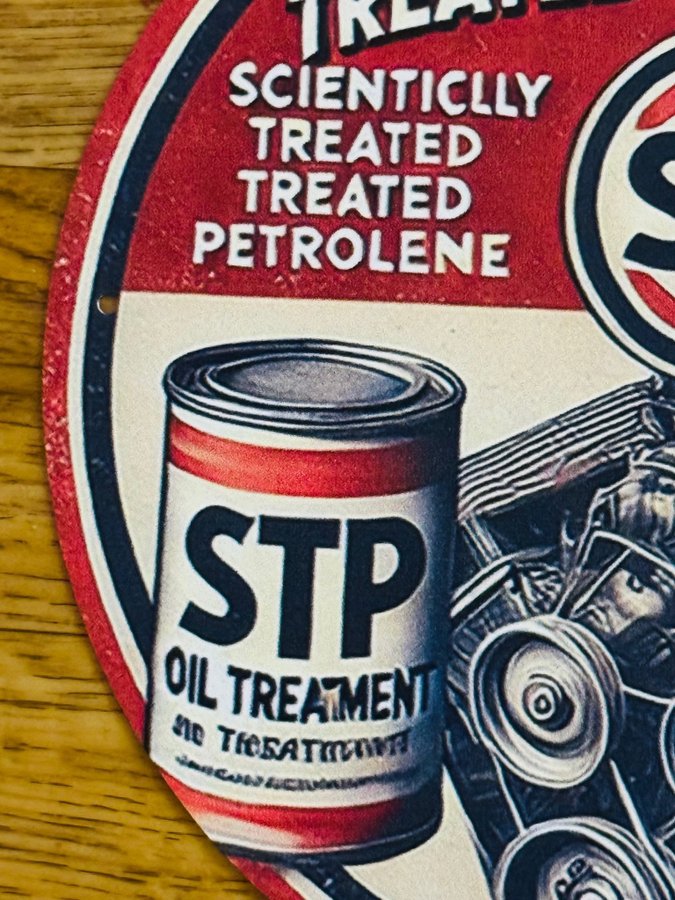 SCIENTICLLY
TREATED
TREATED
PETROLENE
S
STP
OIL TREATMENT